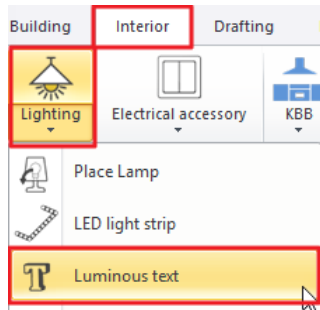 Building Interior Drafting
Lighting Electrical accessory KBB
Place Lamp
LED light strip
Luminous text